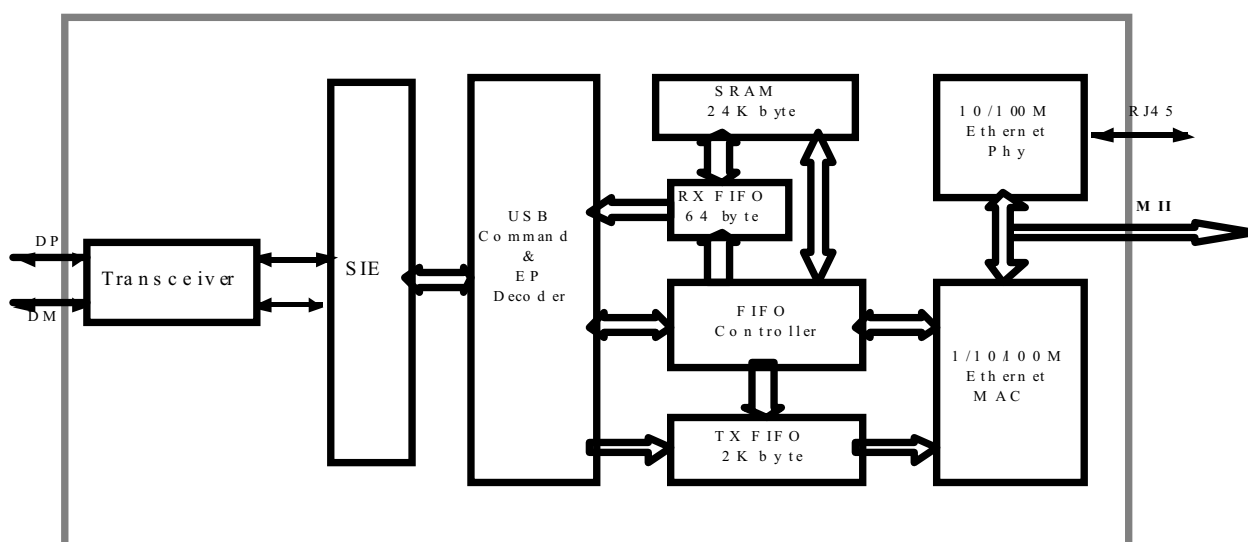 DP
DM
Transceiver
SIE
USB
Command
&
EP
Decoder
SRAM
24K byte
RX FIFO
64 byte
FIFO
Controller
TX FIFO
2K byte
10/100M
Ethernet
Phy
RJ45
MII
1/10/100M
Ethernet
MAC